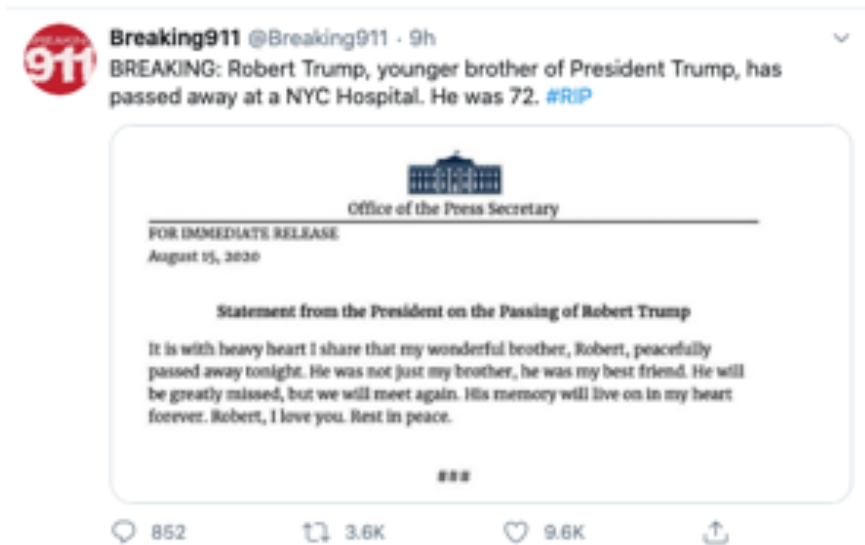 Breaking911 @Breaking911 · 9h
BREAKING: Robert Trump, younger brother of President Trump, has
passed away at a NYC Hospital. He was 72. #RIP
BREAKING
911
Office of the Press Secretary
FOR IMMEDIATE RELEASE
August 15, 2020
Statement from the President on the Passing of Robert Trump
It is with heavy heart I share that my wonderful brother, Robert, peacefully
passed away tonight. He was not just my brother, he was my best friend. He will
be greatly missed, but we will meet again. His memory will live on in my heart
forever. Robert, I love you. Rest in peace.
###
852 3.6K 9.6K